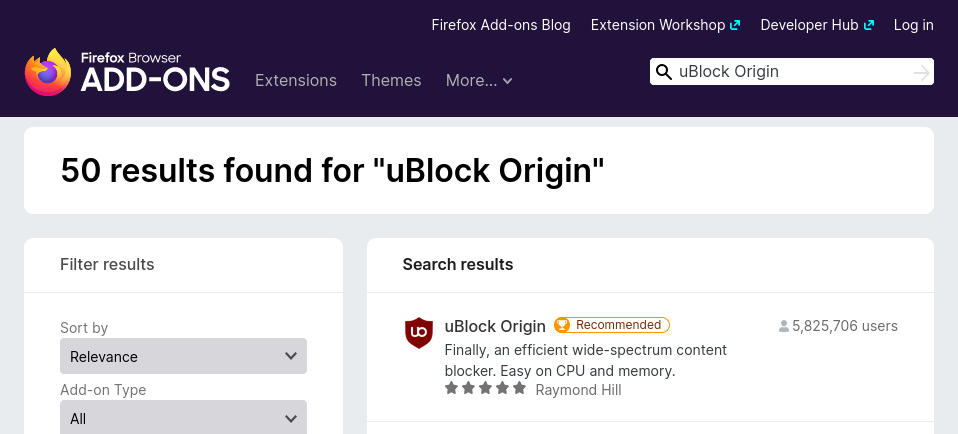 Firefox Add-ons Blog Extension Workshop Developer Hub Log in
Firefox Browser
ADD-ONS
Extensions Themes More... uBlock Origin
50 results found for "uBlock Origin"
Filter results
Sort by
Relevance
Add-on Type
All
Search results
uBlock Origin Recommended 5,825,706 users
Finally, an efficient wide-spectrum content
blocker. Easy on CPU and memory.
Raymond Hill